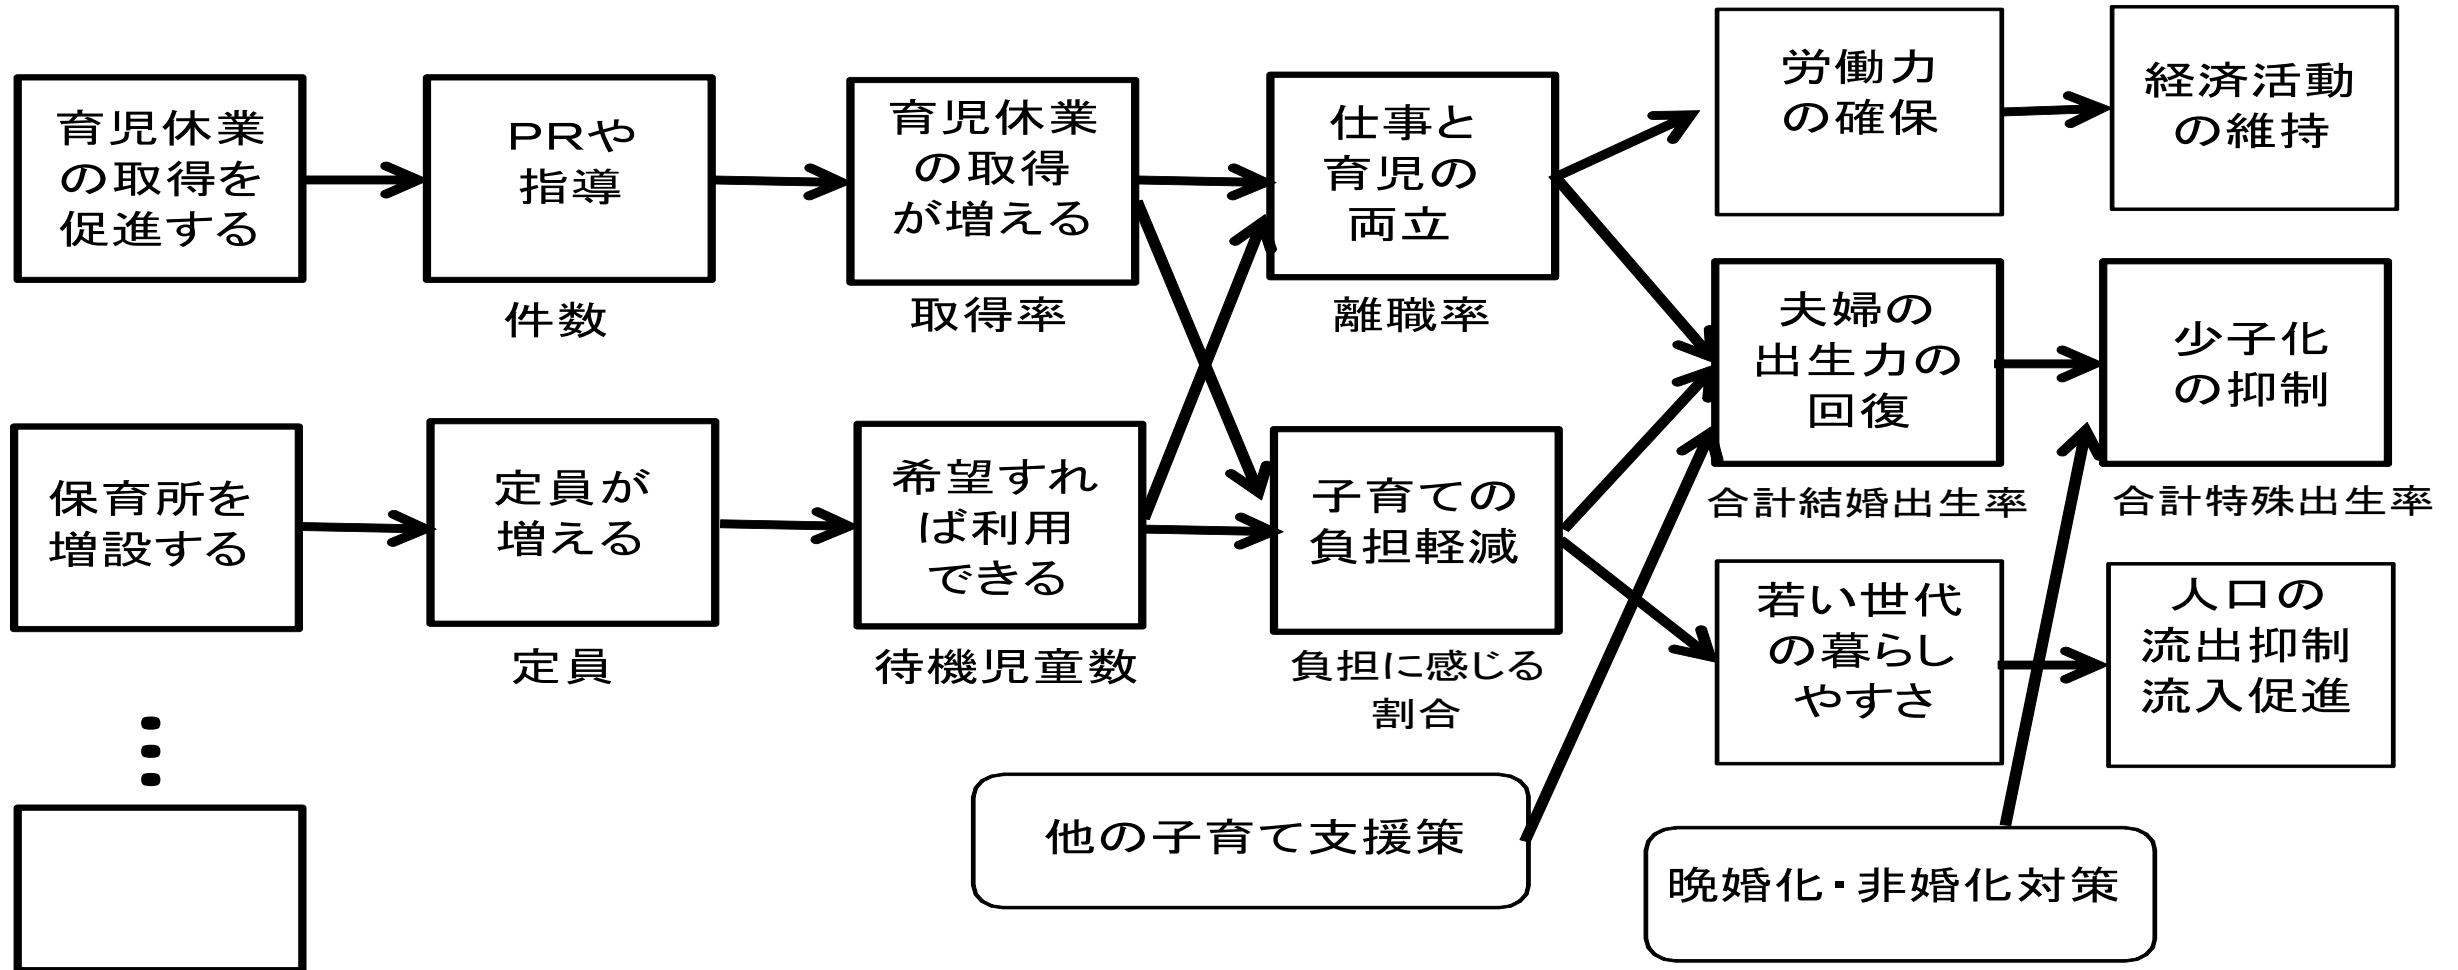 育児休業
の取得を
促進する
PRや
指導
件数
育児休業
の取得
が増える
取得率
仕事と
育児の
両立
離職率
労働力
の確保
経済活動
の維持
夫婦の
出生力の
回復
合計結婚出生率
少子化
の抑制
合計特殊出生率
保育所を
増設する
定員が
増える
定員
希望すれ
ば利用
できる
待機児童数
子育ての
負担軽減
負担に感じる
割合
若い世代
の暮らし
やすさ
人口の
流出抑制
流入促進
他の子育て支援策
晩婚化・非婚化対策